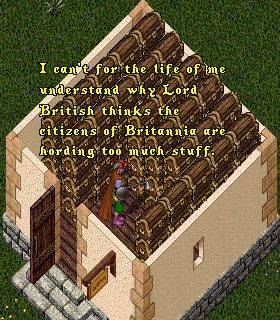 I can't for the life of me
understand why Lord
British thinks the
citizens of Britannia are
hording too much stuff.